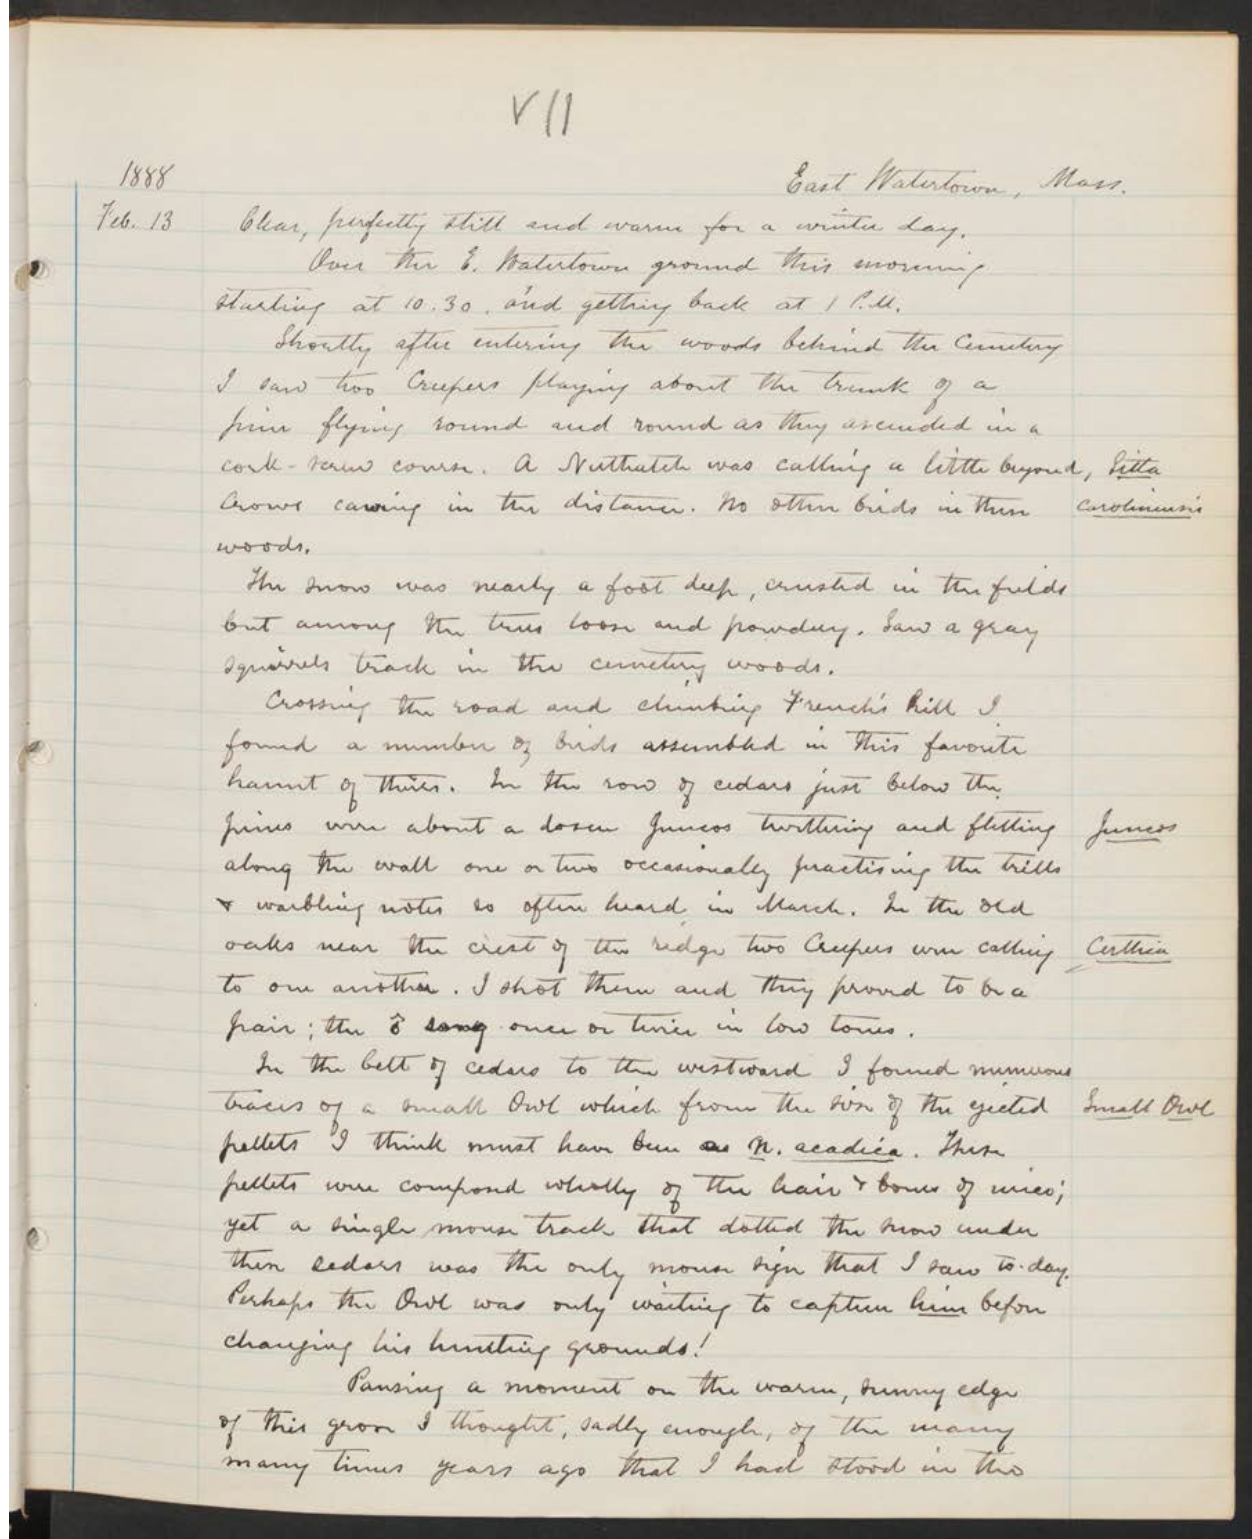 VII
1888 East Watertown, Mass.
Feb. 13 Clear, perfectly still and warm for a winter day.
Over the E. Watertown ground this morning
starting at 10.30. and getting back at 1 P.M.
Shortly after entering the woods behind the Cemetery
I saw two Creepers playing about the trunk of a
pine flying round and round as they ascended in a
cork-screw course. A Nuthatch was calling a little beyond, Sitta
Crows cawing in the distance. No other birds in these carolinensis
woods.
The snow was nearly a foot deep, crusted in the fields
but among the trees loose and powdery. Saw a gray
squirrels track in the cemetery woods.
Crossing the road and climbing French's hill I
found a number of birds assembled in this favorite
haunt of theirs. In the row of cedars just below the
pines were about a dozen Juncos twittering and flitting Juncos
along the wall one or two occasionally practising the trills
& warbling notes so often heard in March. In the old
oaks near the crest of the ridge two Creepers were calling Certhia
to one another. I shot them and they proved to be a
pair; the ♂ sang once or twice in low tones.
In the belt of cedars to the westward I found numerous
traces of a small Owl which from the size of the ejected Small Owl
pellets I think must have been N. acadica. These
pellets were composed wholly of the hair & bones of mice;
yet a single mouse track that dotted the snow under
these cedars was the only mouse sign that I saw to-day.
Perhaps the Owl was only waiting to capture him before
changing his hunting grounds!
Pausing a moment on the warm, sunny edge
of this grove I thought, sadly enough, of the many
many times years ago that I had stood in the